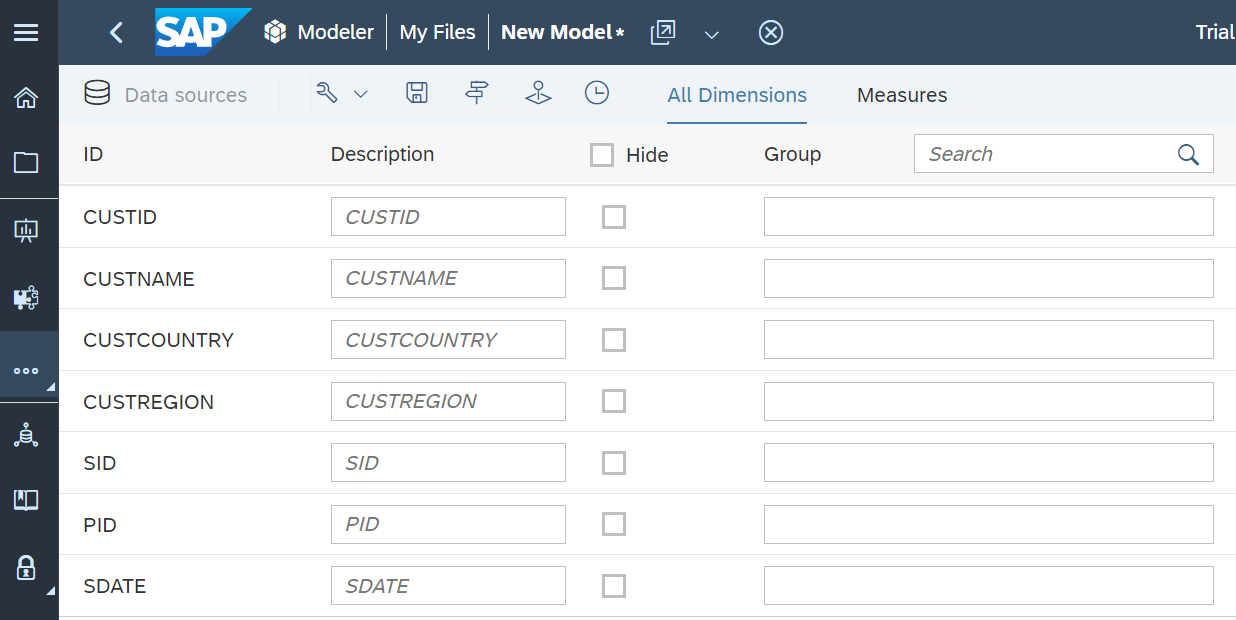 SAP Modeler My Files New Model * Trial
Data sources All Dimensions Measures
ID Description Hide Group Search
CUSTID CUSTID
CUSTNAME CUSTNAME
CUSTCOUNTRY CUSTCOUNTRY
CUSTREGION CUSTREGION
SID SID
PID PID
SDATE SDATE